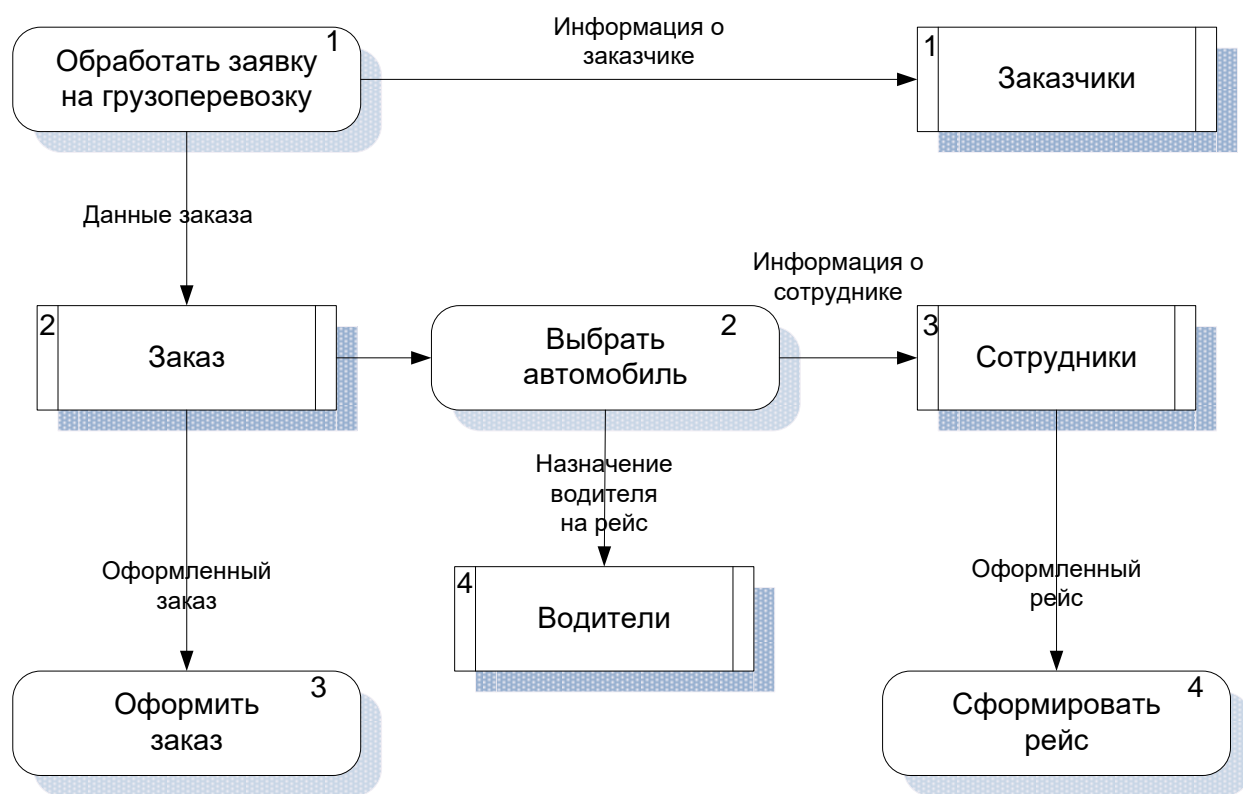 1
Обработать заявку
на грузоперевозку
Информация о
заказчике
1
Заказчики
Данные заказа
2
Заказ
2
Выбрать
автомобиль
Информация о
сотруднике
3
Сотрудники
Назначение
водителя
на рейс
Оформленный
заказ
4
Водители
Оформленный
рейс
3
Оформить
заказ
4
Сформировать
рейс